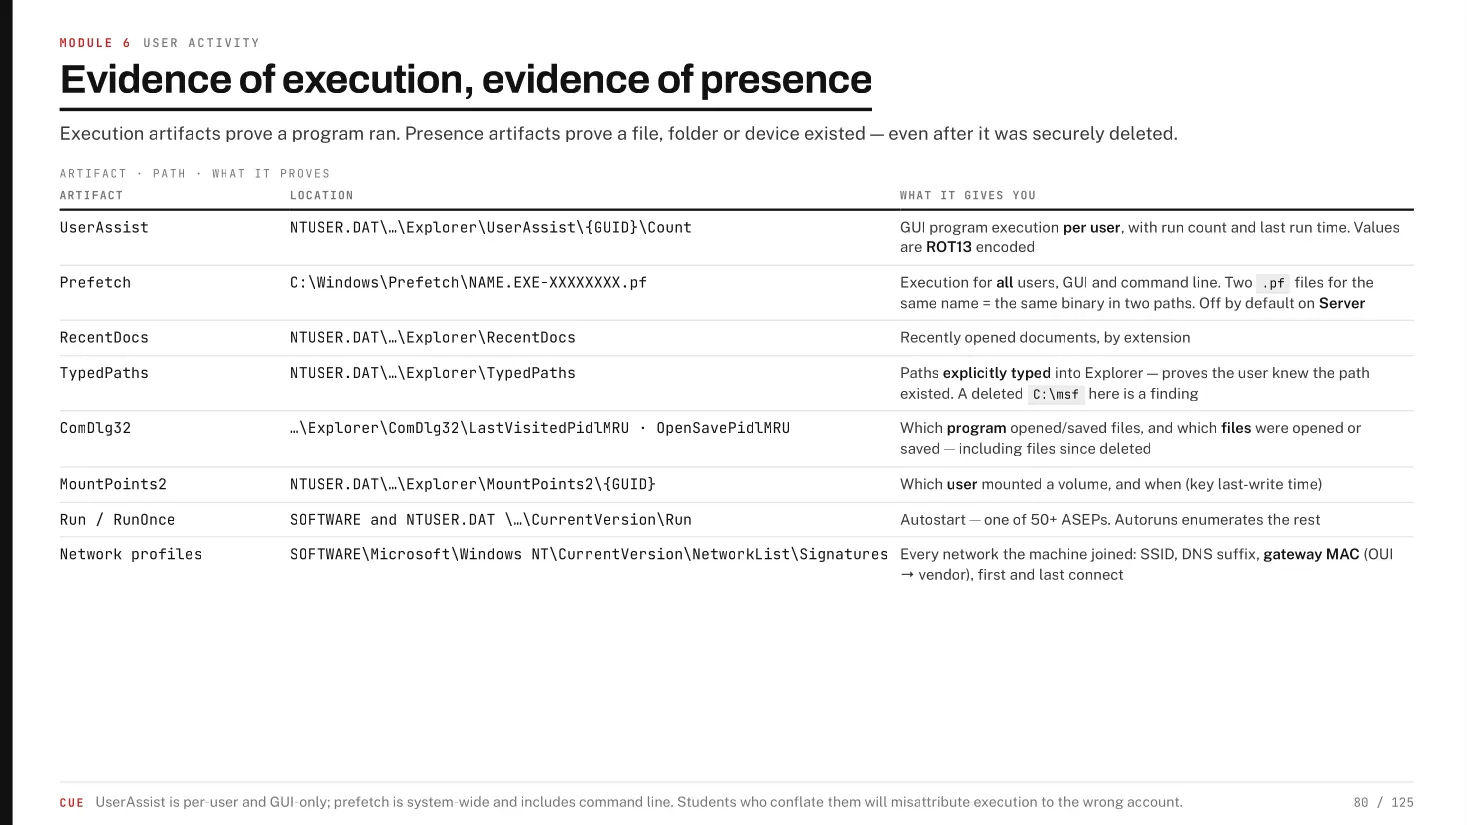 MODULE 6 USER ACTIVITY
Evidence of execution, evidence of presence
Execution artifacts prove a program ran. Presence artifacts prove a file, folder or device existed — even after it was securely deleted.
ARTIFACT · PATH · WHAT IT PROVES
ARTIFACT LOCATION WHAT IT GIVES YOU
UserAssist NTUSER.DAT\…\Explorer\UserAssist\{GUID}\Count GUI program execution per user, with run count and last run time. Values
are ROT13 encoded
Prefetch C:\Windows\Prefetch\NAME.EXE-XXXXXXXX.pf Execution for all users, GUI and command line. Two .pf files for the
same name = the same binary in two paths. Off by default on Server
RecentDocs NTUSER.DAT\…\Explorer\RecentDocs Recently opened documents, by extension
TypedPaths NTUSER.DAT\…\Explorer\TypedPaths Paths explicitly typed into Explorer — proves the user knew the path
existed. A deleted C:\msf here is a finding
ComDlg32 …\Explorer\ComDlg32\LastVisitedPidlMRU · OpenSavePidlMRU Which program opened/saved files, and which files were opened or
saved — including files since deleted
MountPoints2 NTUSER.DAT\…\Explorer\MountPoints2\{GUID} Which user mounted a volume, and when (key last-write time)
Run / RunOnce SOFTWARE and NTUSER.DAT \…\CurrentVersion\Run Autostart — one of 50+ ASEPs. Autoruns enumerates the rest
Network profiles SOFTWARE\Microsoft\Windows NT\CurrentVersion\NetworkList\Signatures Every network the machine joined: SSID, DNS suffix, gateway MAC (OUI
→ vendor), first and last connect
CUE UserAssist is per-user and GUI-only; prefetch is system-wide and includes command line. Students who conflate them will misattribute execution to the wrong account. 80 / 125